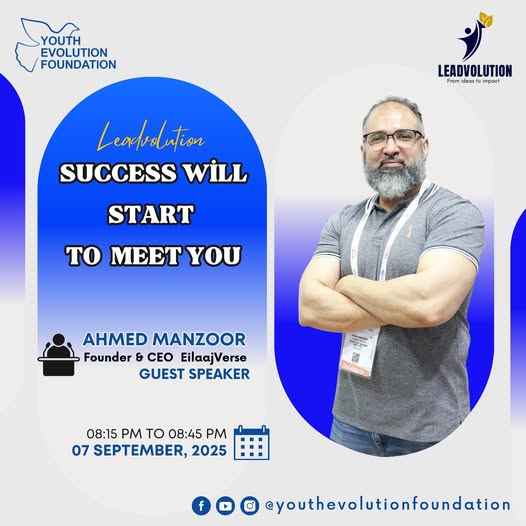 YOUTH
EVOLUTION
FOUNDATION
LEADVOLUTION
From ideas to impact
Leadvolution
SUCCESS WİLL
START
TO MEET YOU
AHMED MANZOOR
Founder & CEO EilaajVerse
GUEST SPEAKER
08:15 PM TO 08:45 PM
07 SEPTEMBER, 2025
@youthevolutionfoundation